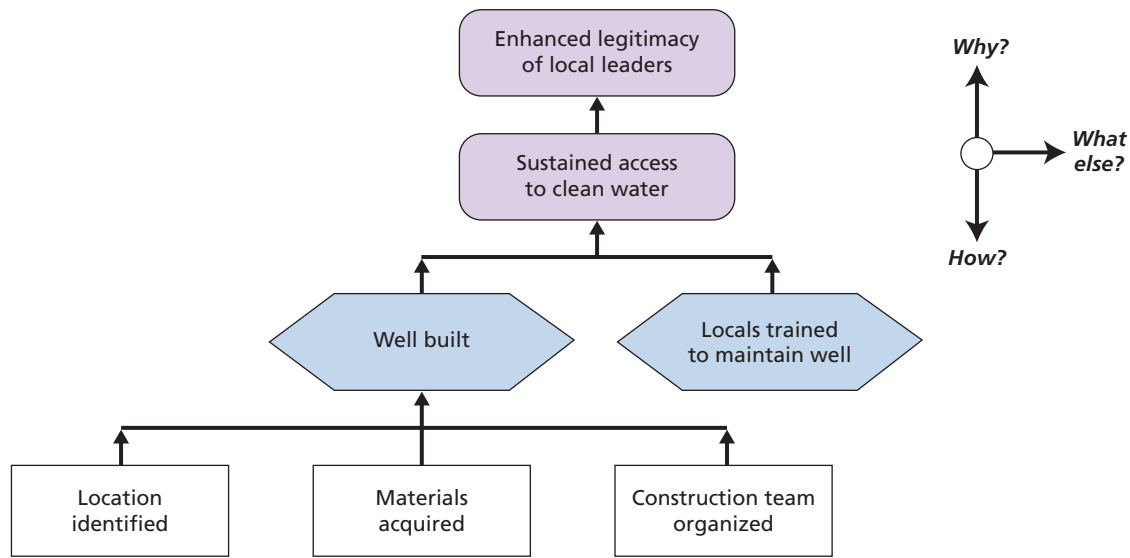 Enhanced legitimacy
of local leaders
Why?
Sustained access
to clean water
What
else?
How?
Well built
Locals trained
to maintain well
Location
identified
Materials
acquired
Construction team
organized